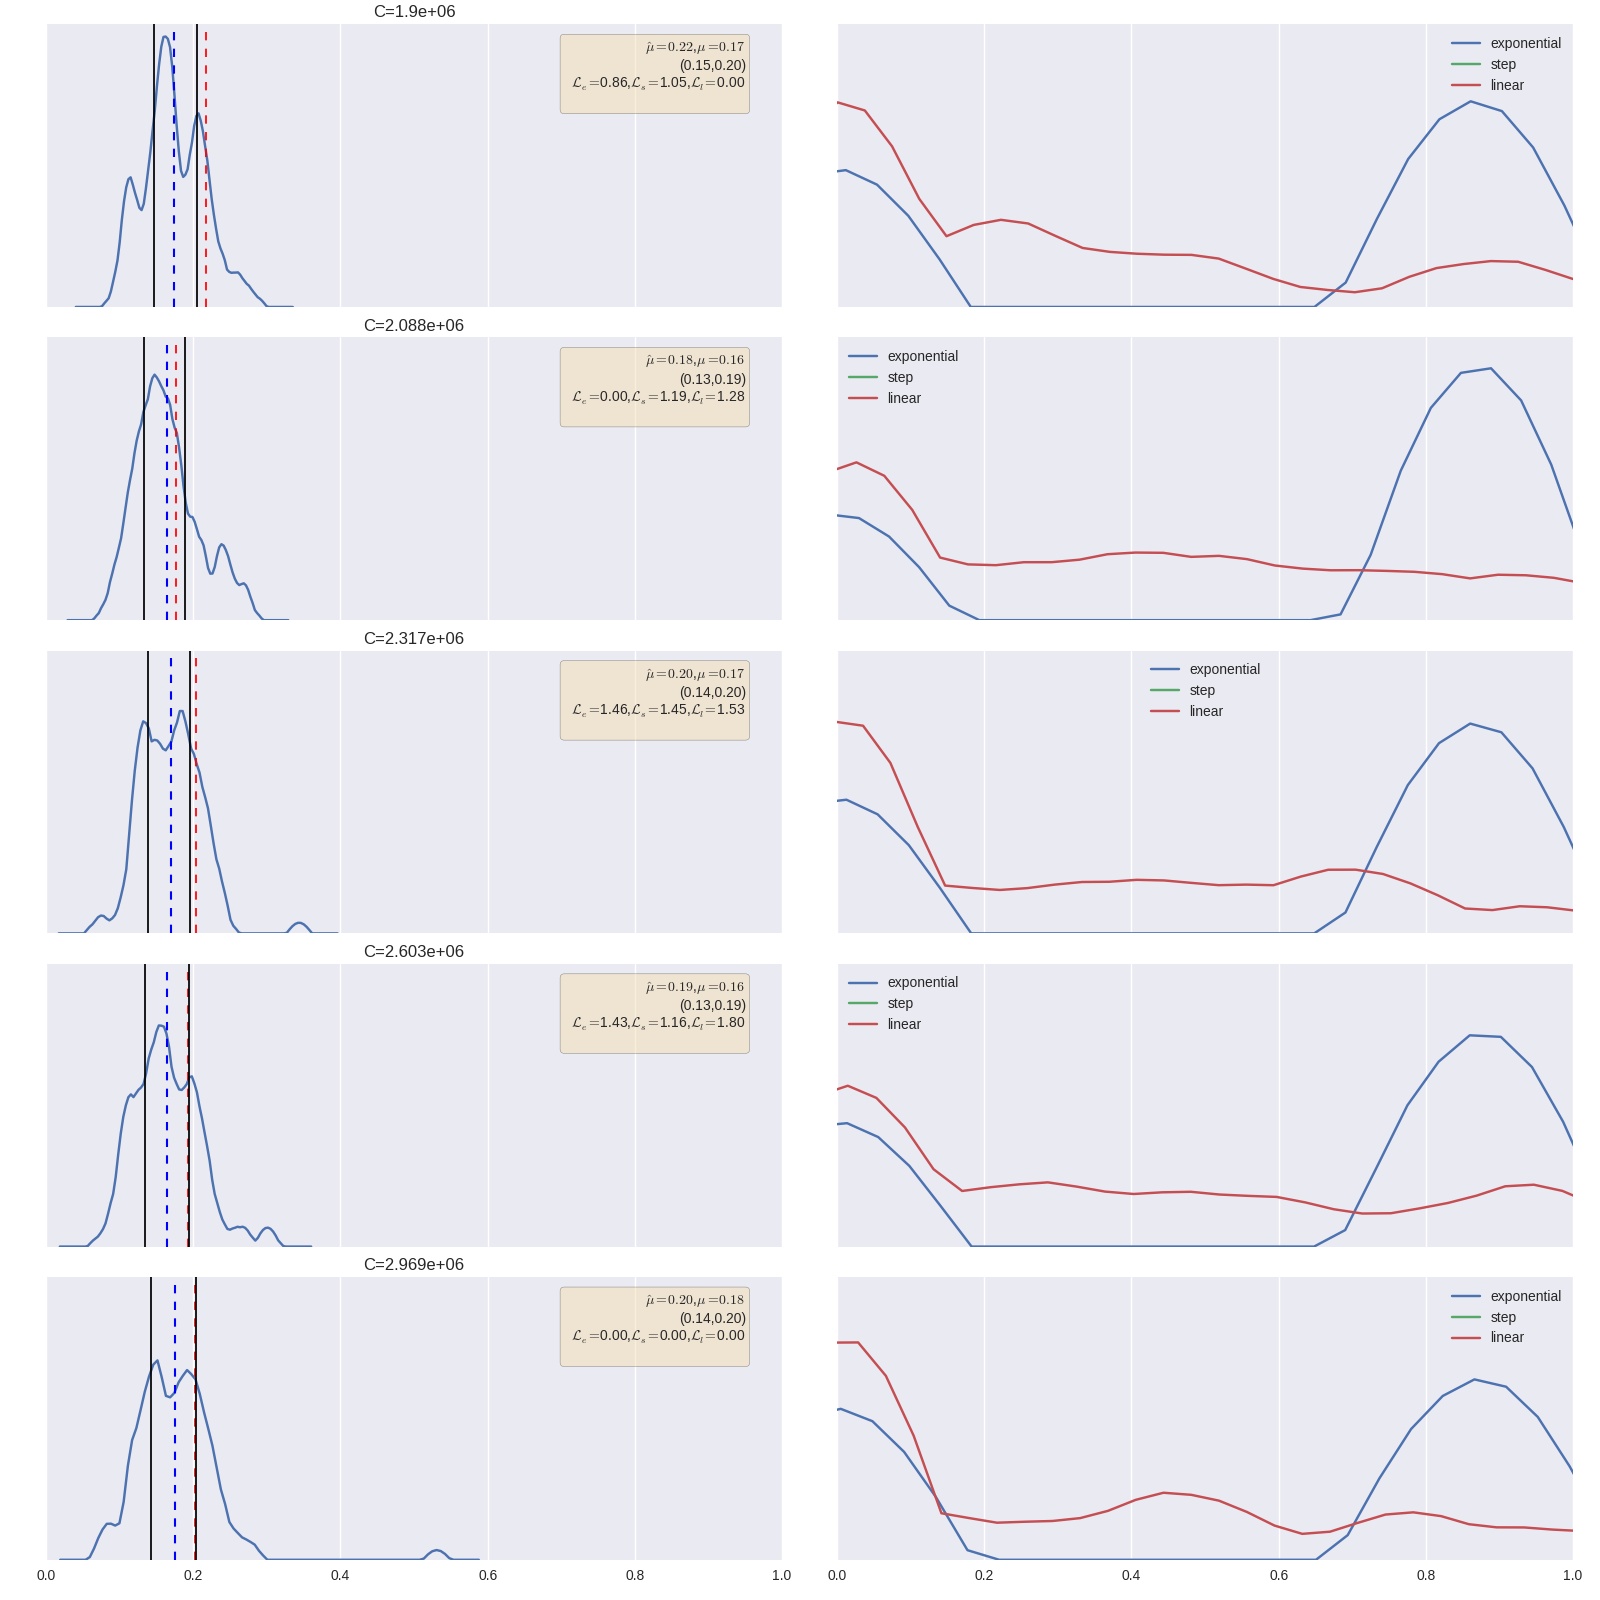 C=1.9e+06
μ̂=0.22,μ=0.17
(0.15,0.20)
ℒₑ=0.86,ℒₛ=1.05,ℒₗ=0.00
exponential
step
linear
C=2.088e+06
μ̂=0.18,μ=0.16
(0.13,0.19)
ℒₑ=0.00,ℒₛ=1.19,ℒₗ=1.28
exponential
step
linear
C=2.317e+06
μ̂=0.20,μ=0.17
(0.14,0.20)
ℒₑ=1.46,ℒₛ=1.45,ℒₗ=1.53
exponential
step
linear
C=2.603e+06
μ̂=0.19,μ=0.16
(0.13,0.19)
ℒₑ=1.43,ℒₛ=1.16,ℒₗ=1.80
exponential
step
linear
C=2.969e+06
μ̂=0.20,μ=0.18
(0.14,0.20)
ℒₑ=0.00,ℒₛ=0.00,ℒₗ=0.00
exponential
step
linear
0.0 0.2 0.4 0.6 0.8 1.0
0.0 0.2 0.4 0.6 0.8 1.0